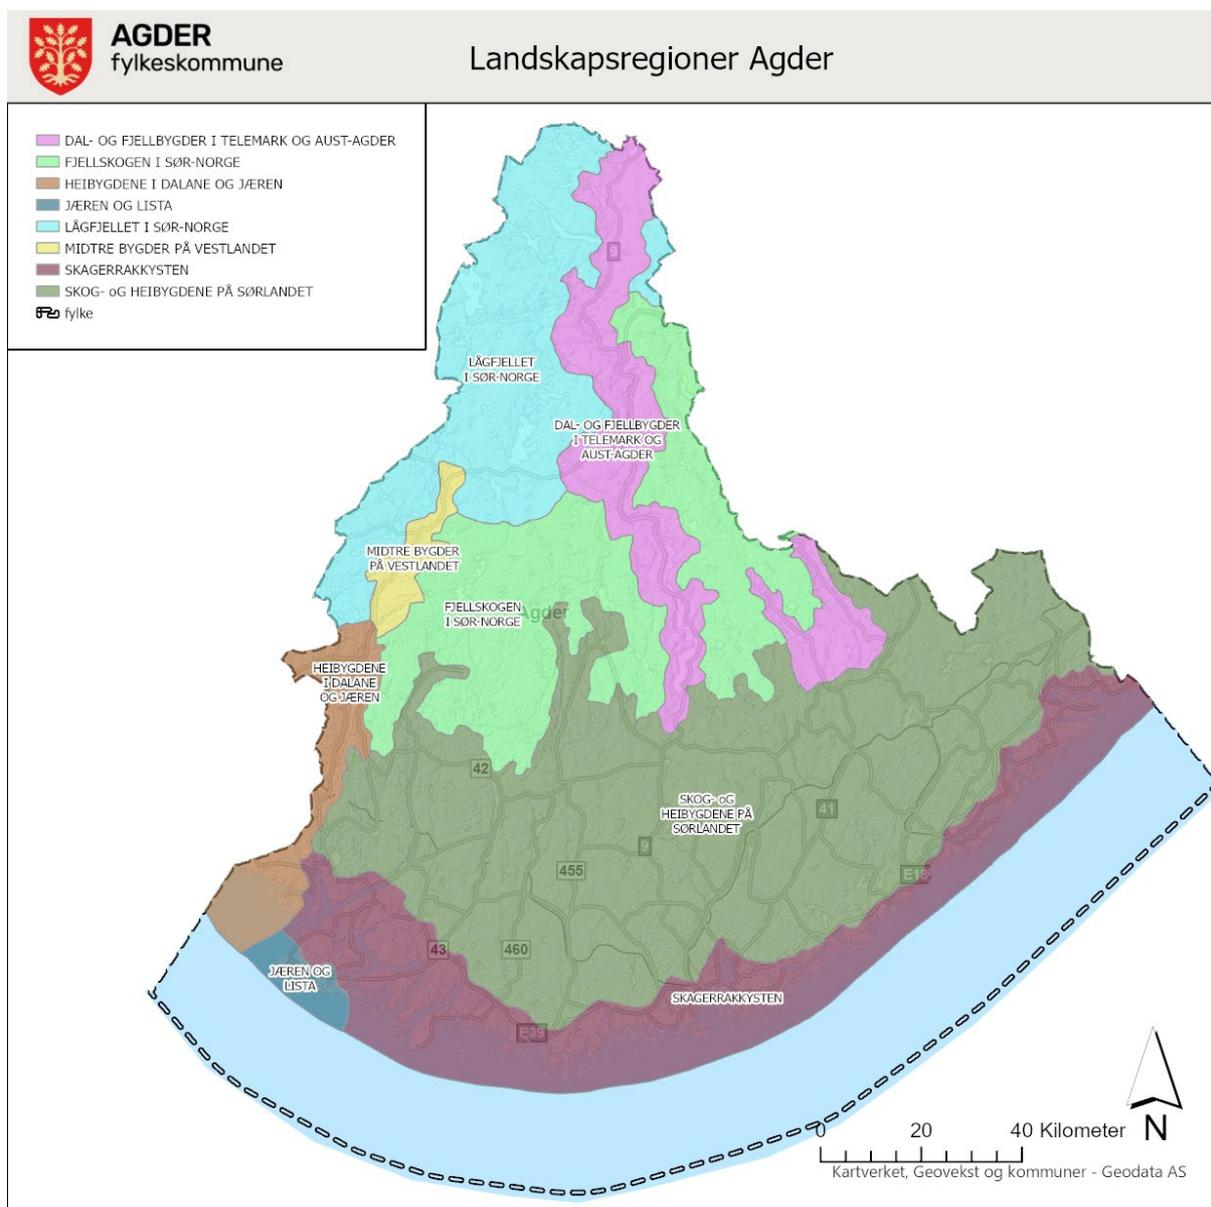 AGDER
fylkeskommune
Landskapsregioner Agder
DAL- OG FJELLBYGDER I TELEMARK OG AUST-AGDER
FJELLSKOGEN I SØR-NORGE
HEIBYGDENE I DALANE OG JÆREN
JÆREN OG LISTA
LÅGFJELLET I SØR-NORGE
MIDTRE BYGDER PÅ VESTLANDET
SKAGERRAKKYSTEN
SKOG- oG HEIBYGDENE PÅ SØRLANDET
fylke
9
LÅGFJELLET
I SØR-NORGE
DAL- OG FJELLBYGDER
I TELEMARK OG
AUST-AGDER
MIDTRE BYGDER
PÅ VESTLANDET
FJELLSKOGEN
I SØR-NORGE
Agder
HEIBYGDENE
I DALANE
OG JÆREN
42
SKOG- oG
HEIBYGDENE PÅ
SØRLANDET
41
9
455
E18
43
460
JÆREN OG
LISTA
SKAGERRAKKYSTEN
E39
0 20 40 Kilometer
N
Kartverket, Geovekst og kommuner - Geodata AS